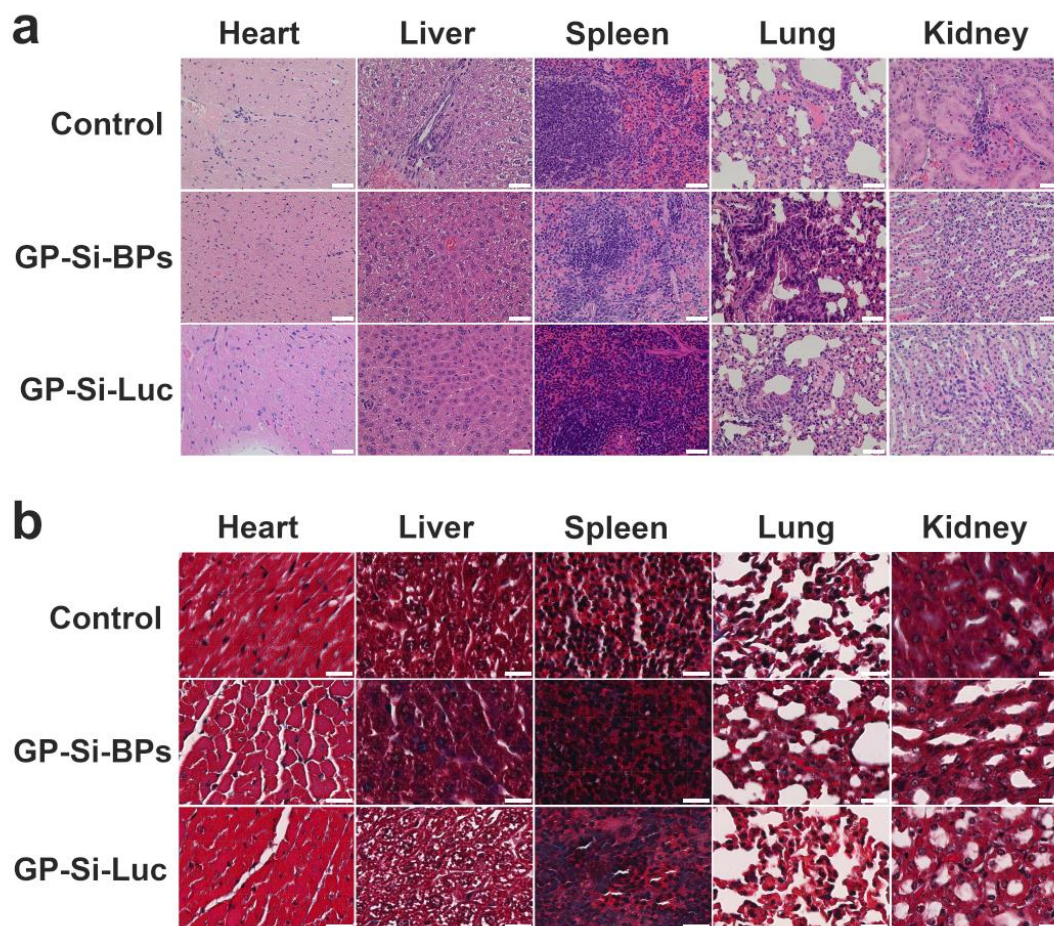 a
Heart Liver Spleen Lung Kidney
Control
GP-Si-BPs
GP-Si-Luc
b
Heart Liver Spleen Lung Kidney
Control
GP-Si-BPs
GP-Si-Luc